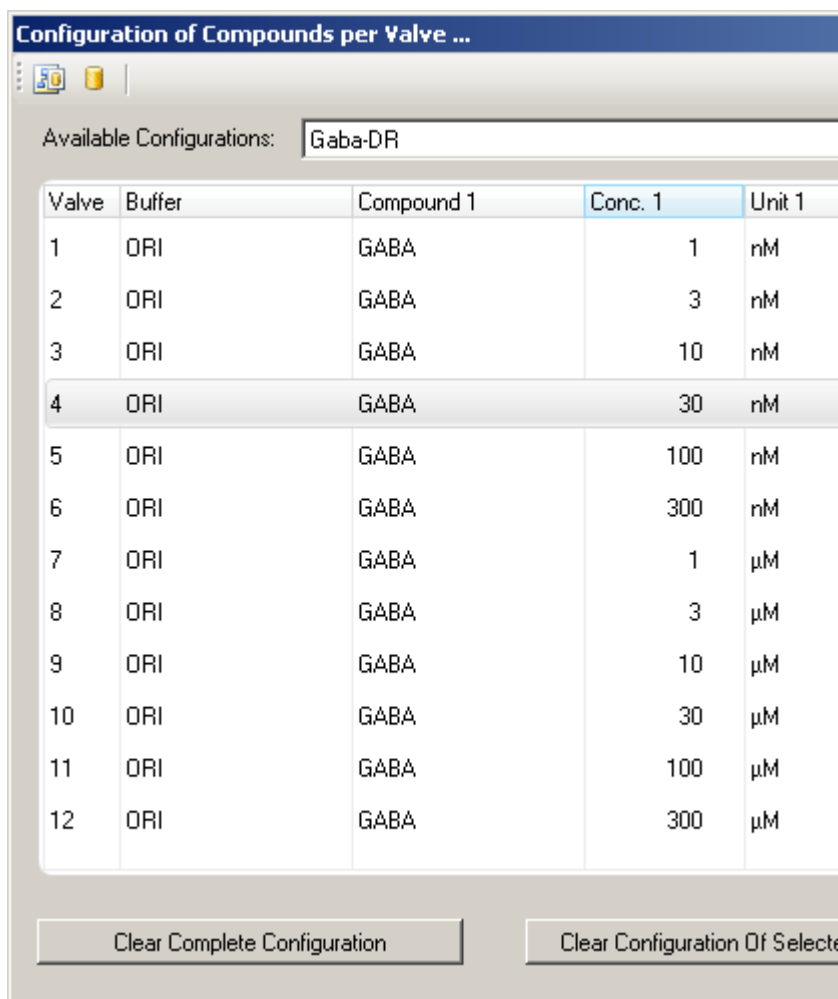 Configuration of Compounds per Valve ...
Available Configurations: Gaba-DR
Valve Buffer Compound 1 Conc. 1 Unit 1
1 ORI GABA 1 nM
2 ORI GABA 3 nM
3 ORI GABA 10 nM
4 ORI GABA 30 nM
5 ORI GABA 100 nM
6 ORI GABA 300 nM
7 ORI GABA 1 µM
8 ORI GABA 3 µM
9 ORI GABA 10 µM
10 ORI GABA 30 µM
11 ORI GABA 100 µM
12 ORI GABA 300 µM
Clear Complete Configuration Clear Configuration Of